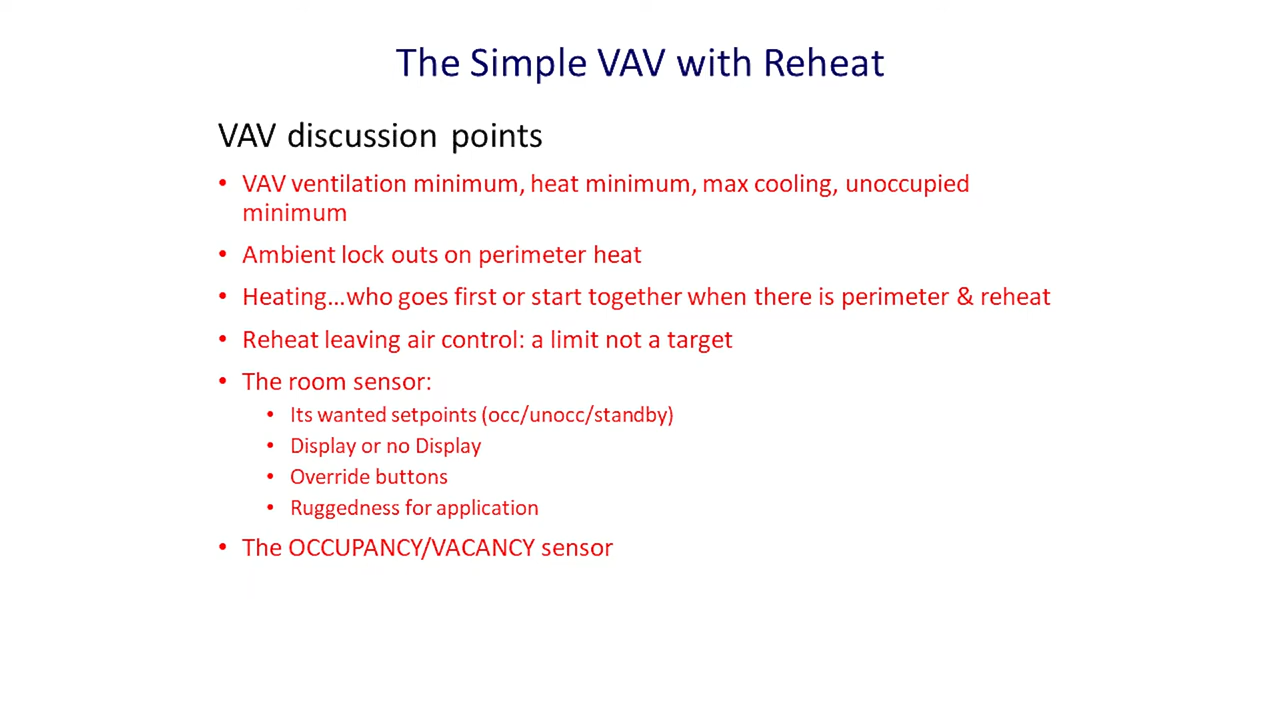 The Simple VAV with Reheat
VAV discussion points
• VAV ventilation minimum, heat minimum, max cooling, unoccupied
minimum
• Ambient lock outs on perimeter heat
• Heating...who goes first or start together when there is perimeter & reheat
• Reheat leaving air control: a limit not a target
• The room sensor:
• Its wanted setpoints (occ/unocc/standby)
• Display or no Display
• Override buttons
• Ruggedness for application
• The OCCUPANCY/VACANCY sensor